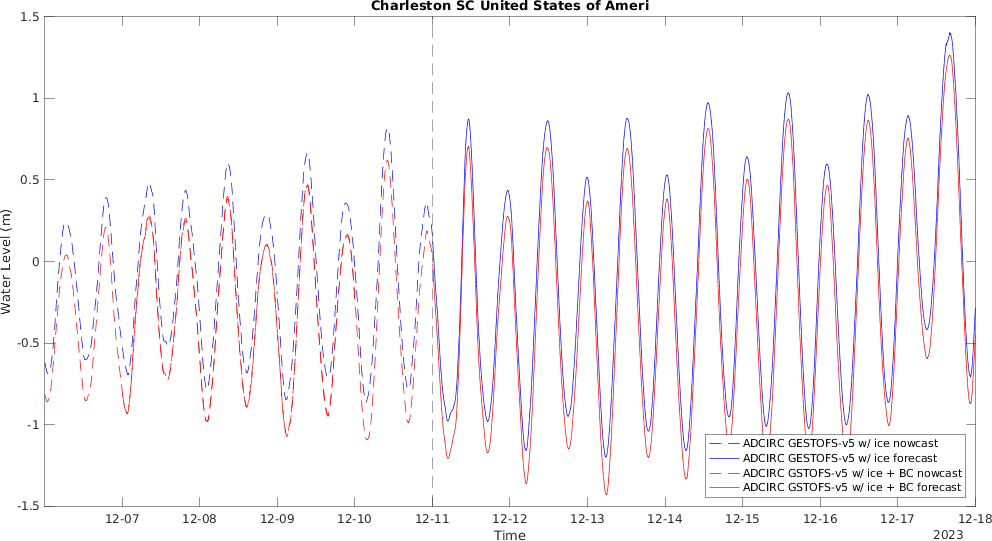 Charleston SC United States of Ameri
1.5
1
0.5
0
-0.5
-1
-1.5
Water Level (m)
ADCIRC GESTOFS-v5 w/ ice nowcast
ADCIRC GESTOFS-v5 w/ ice forecast
ADCIRC GSTOFS-v5 w/ ice + BC nowcast
ADCIRC GSTOFS-v5 w/ ice + BC forecast
12-07 12-08 12-09 12-10 12-11 12-12 12-13 12-14 12-15 12-16 12-17 12-18
Time
2023